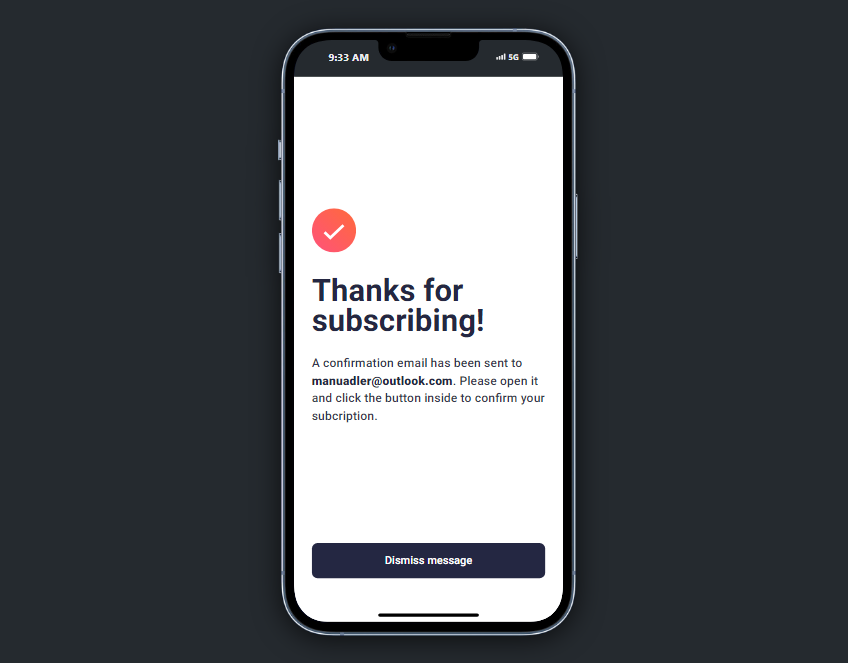 9:33 AM 5G
Thanks for
subscribing!
A confirmation email has been sent to
manuadler@outlook.com. Please open it
and click the button inside to confirm your
subcription.
Dismiss message